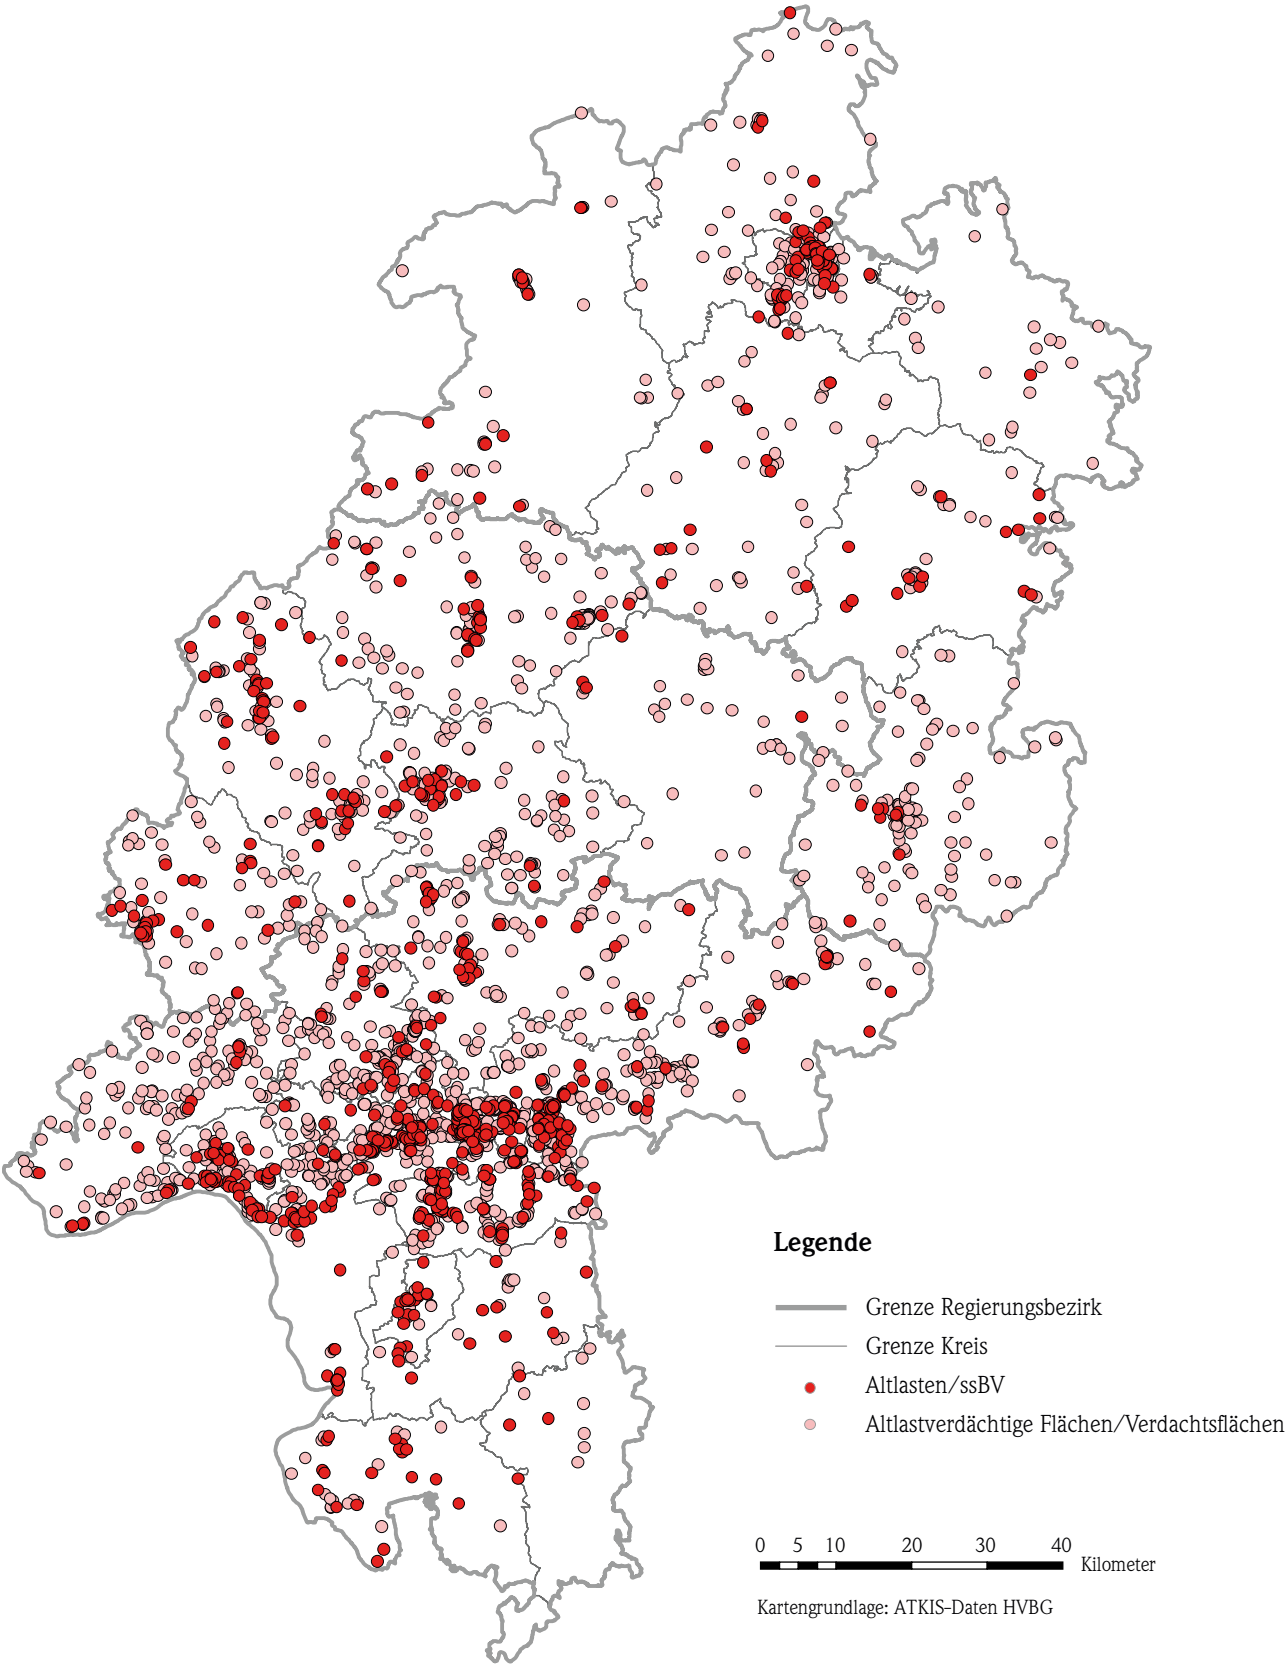 Legende
Grenze Regierungsbezirk
Grenze Kreis
Altlasten/ssBV
Altlastverdächtige Flächen/Verdachtsflächen
0 5 10 20 30 40
Kilometer
Kartengrundlage: ATKIS-Daten HVBG